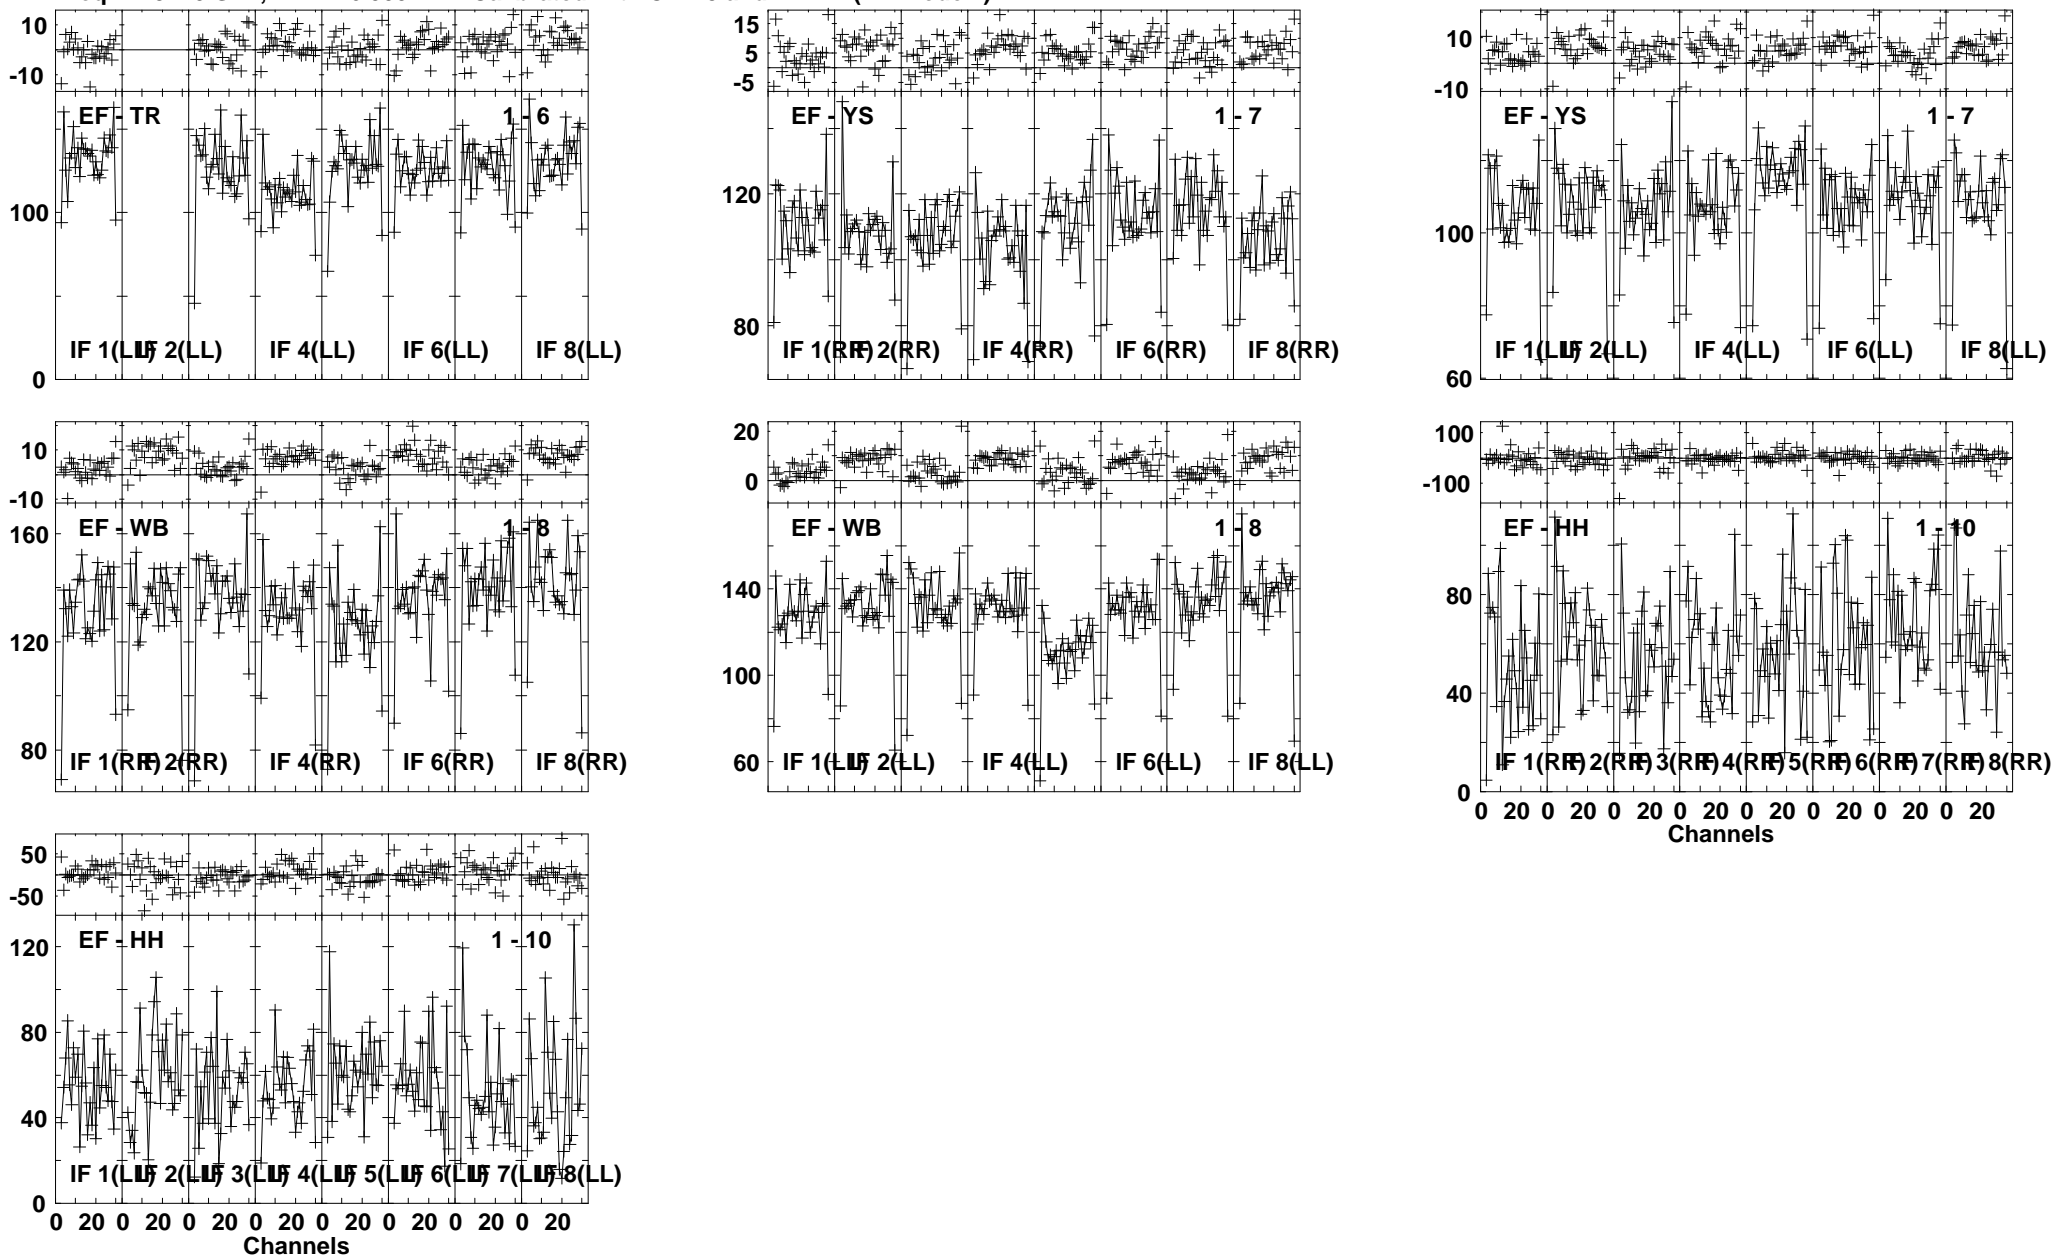 10
-10
EF - TR 1 - 6
100
0
IF 1(LL) IF 2(LL) IF 4(LL) IF 6(LL) IF 8(LL)
15
5
-5
EF - YS 1 - 7
120
80
IF 1(RR) IF 2(RR) IF 4(RR) IF 6(RR) IF 8(RR)
10
-10
EF - YS 1 - 7
100
60
IF 1(LL) IF 2(LL) IF 4(LL) IF 6(LL) IF 8(LL)
10
-10
EF - WB 1 - 8
160
120
80
IF 1(RR) IF 2(RR) IF 4(RR) IF 6(RR) IF 8(RR)
20
0
EF - WB 1 - 8
140
100
60
IF 1(LL) IF 2(LL) IF 4(LL) IF 6(LL) IF 8(LL)
100
-100
EF - HH 1 - 10
80
40
0
IF 1(RR) IF 2(RR) IF 3(RR) IF 4(RR) IF 5(RR) IF 6(RR) IF 7(RR) IF 8(RR)
0 20 0 20 0 20 0 20 0 20 0 20 0 20 0 20
Channels
50
-50
EF - HH 1 - 10
120
80
40
0
IF 1(LL) IF 2(LL) IF 3(LL) IF 4(LL) IF 5(LL) IF 6(LL) IF 7(LL) IF 8(LL)
0 20 0 20 0 20 0 20 0 20 0 20 0 20 0 20
Channels